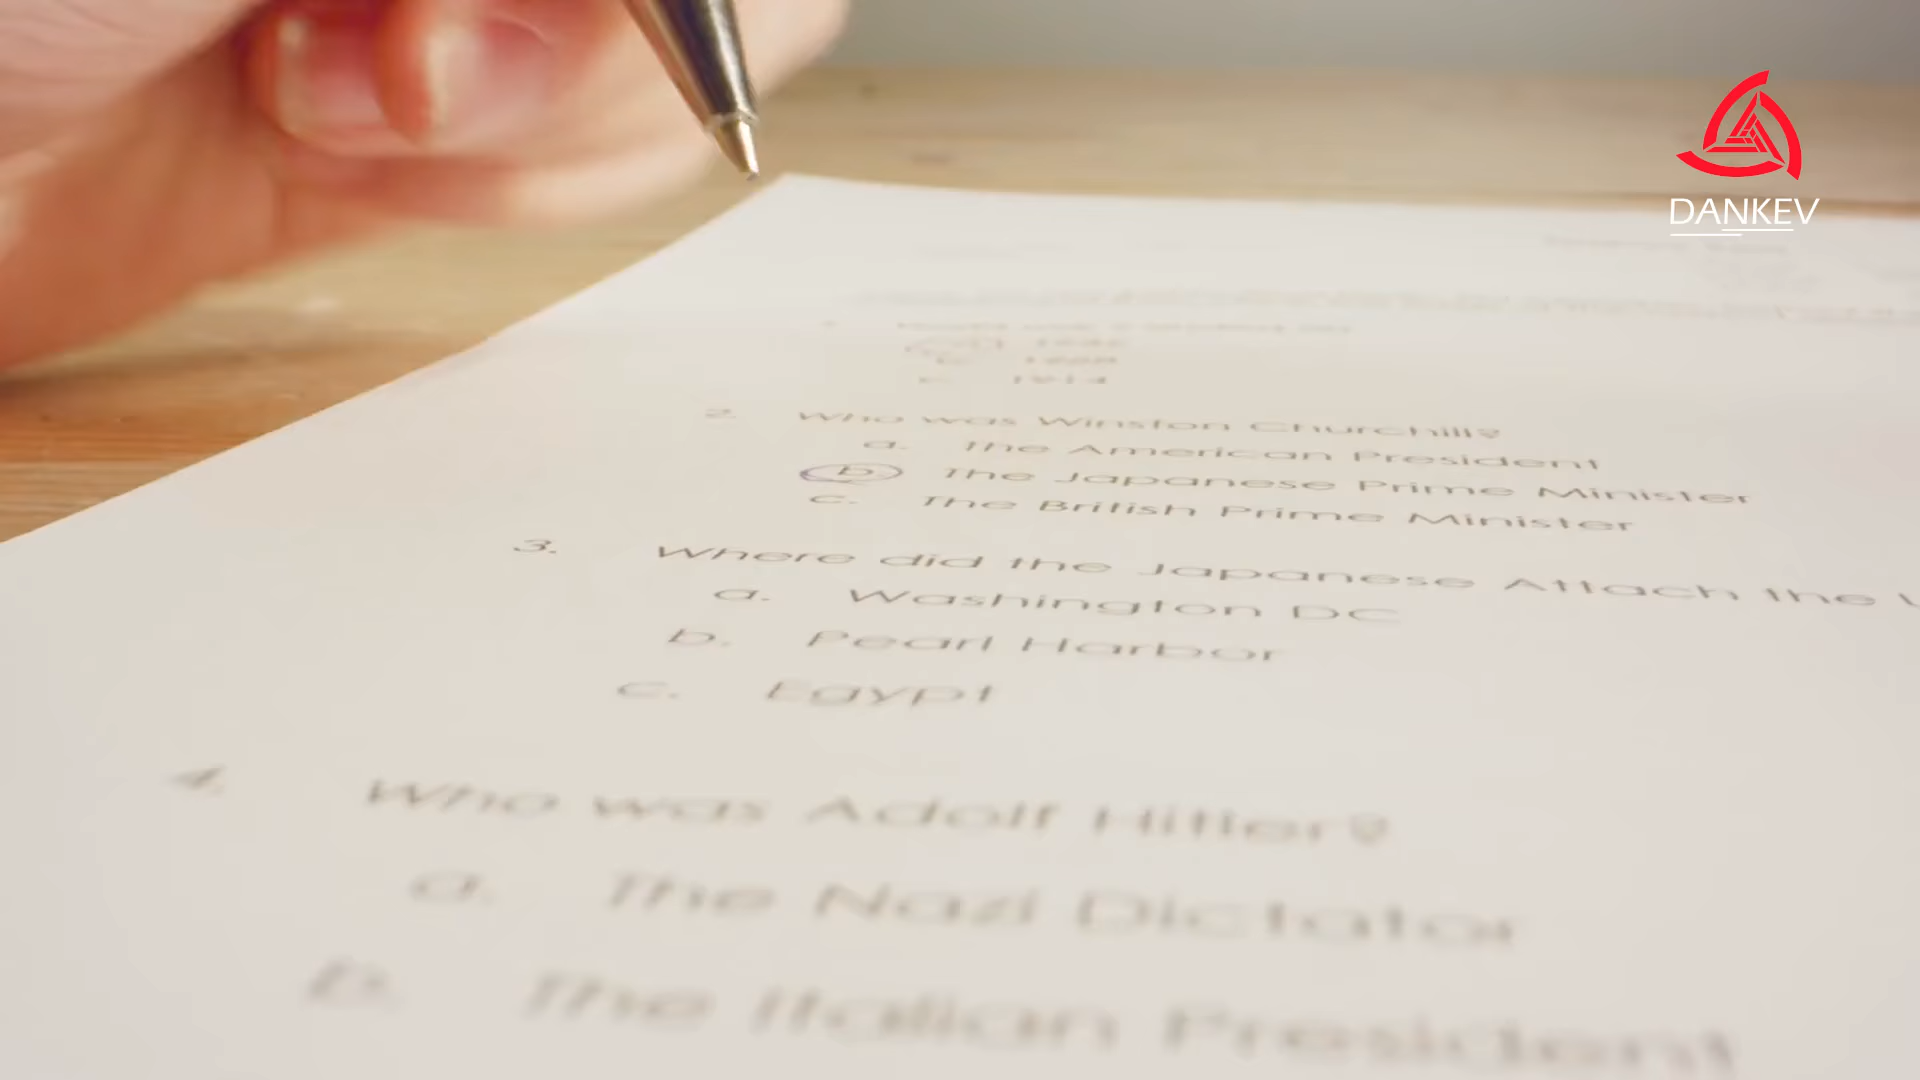 DANKEV
1914
2. Who was Winston Churchill?
a. The American President
b. The Japanese Prime Minister
c. The British Prime Minister
3. Where did the Japanese Attach the
a. Washington DC
b. Pearl Harbor
c. Egypt
4. Who was Adolf Hitler?
a. The Nazi Dictator
b. The Italian President